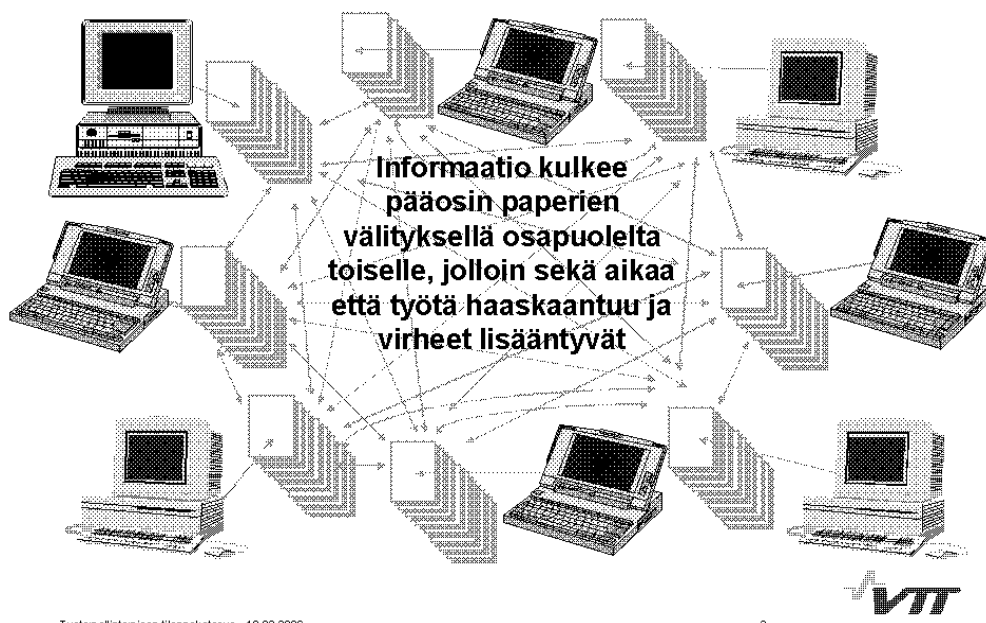 Informaatio kulkee
pääosin paperien
välityksellä osapuolelta
toiselle, jolloin sekä aikaa
että työtä haaskaantuu ja
virheet lisääntyvät
VTT